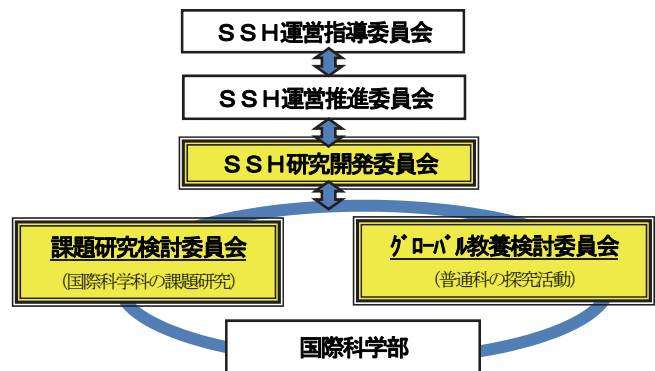 ＳＳＨ運営指導委員会
ＳＳＨ運営推進委員会
ＳＳＨ研究開発委員会
課題研究検討委員会
（国際科学科の課題研究）
ｸﾞﾛｰﾊﾞﾙ教養検討委員会
（普通科の探究活動）
国際科学部